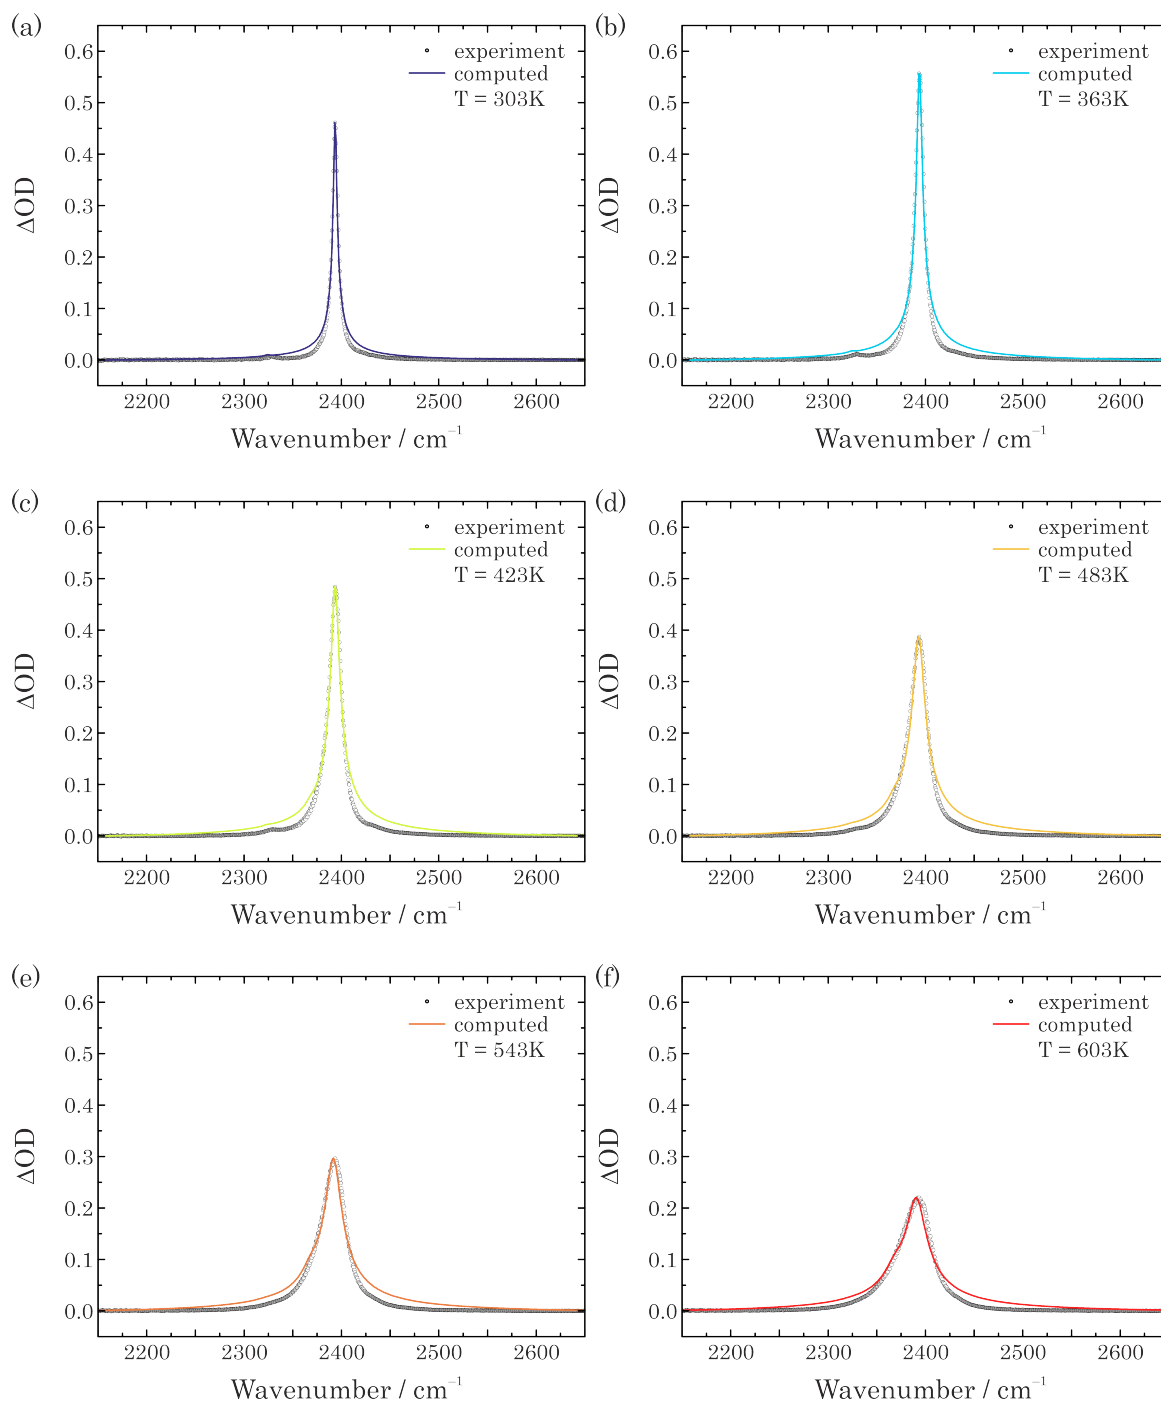 (a)
0.6
0.5
0.4
0.3
0.2
0.1
0.0
ΔOD
experiment
computed
T = 303K
2200 2300 2400 2500 2600
Wavenumber / cm⁻¹
(b)
0.6
0.5
0.4
0.3
0.2
0.1
0.0
ΔOD
experiment
computed
T = 363K
2200 2300 2400 2500 2600
Wavenumber / cm⁻¹
(c)
0.6
0.5
0.4
0.3
0.2
0.1
0.0
ΔOD
experiment
computed
T = 423K
2200 2300 2400 2500 2600
Wavenumber / cm⁻¹
(d)
0.6
0.5
0.4
0.3
0.2
0.1
0.0
ΔOD
experiment
computed
T = 483K
2200 2300 2400 2500 2600
Wavenumber / cm⁻¹
(e)
0.6
0.5
0.4
0.3
0.2
0.1
0.0
ΔOD
experiment
computed
T = 543K
2200 2300 2400 2500 2600
Wavenumber / cm⁻¹
(f)
0.6
0.5
0.4
0.3
0.2
0.1
0.0
ΔOD
experiment
computed
T = 603K
2200 2300 2400 2500 2600
Wavenumber / cm⁻¹